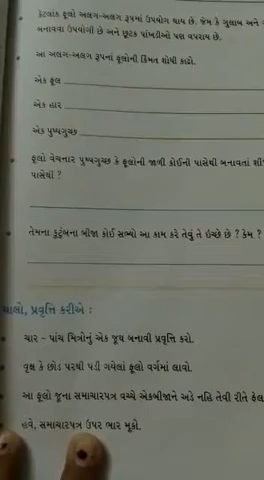 કેટલાંક ફૂલો અલગ-અલગ રૂપમાં ઉપયોગ થાય છે. જેમ કે ગુલાબ અને
બનાવવા ઉપયોગી છે અને છૂટક પાંખડીઓ પણ વપરાય છે.
આ અલગ-અલગ રૂપનાં ફૂલોની કિંમત શોધી કાઢો.
એક ફૂલ
એક હાર
એક પુષ્પગુચ્છ
ફૂલો વેચનાર પુષ્પગુચ્છ કે ફૂલોની જાળી કોઈની પાસેથી બનાવતાં શી
પાસેથી ?
તેમના કુટુંબના બીજા કોઈ સભ્યો આ કામ કરે તેવું તે ઇચ્છે છે ? કેમ ?
ચાલો, પ્રવૃત્તિ કરીએ :
ચાર - પાંચ મિત્રોનું એક જૂથ બનાવી પ્રવૃત્તિ કરો.
વૃક્ષ કે છોડ પરથી પડી ગયેલાં ફૂલો વર્ગમાં લાવો.
આ ફૂલો જૂના સમાચારપત્ર વચ્ચે એકબીજાને અડે નહિ તેવી રીતે ફેલ
હવે, સમાચારપત્ર ઉપર ભાર મૂકો.